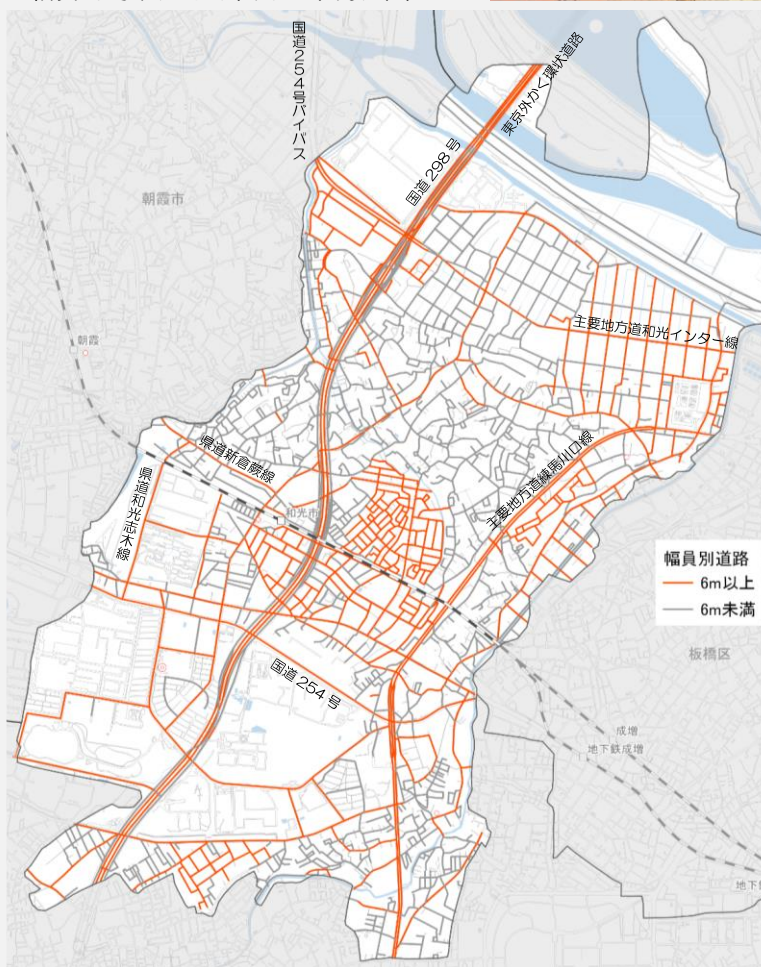 国道254号バイパス
東京外かく環状道路
国道298号
朝霞市
主要地方道和光インター線
朝霞
県道新倉蕨線
主要地方道練馬川口線
県道和光志木線
和光市
幅員別道路
6m以上
6m未満
板橋区
国道254号
成増
地下鉄成増
地下鉄